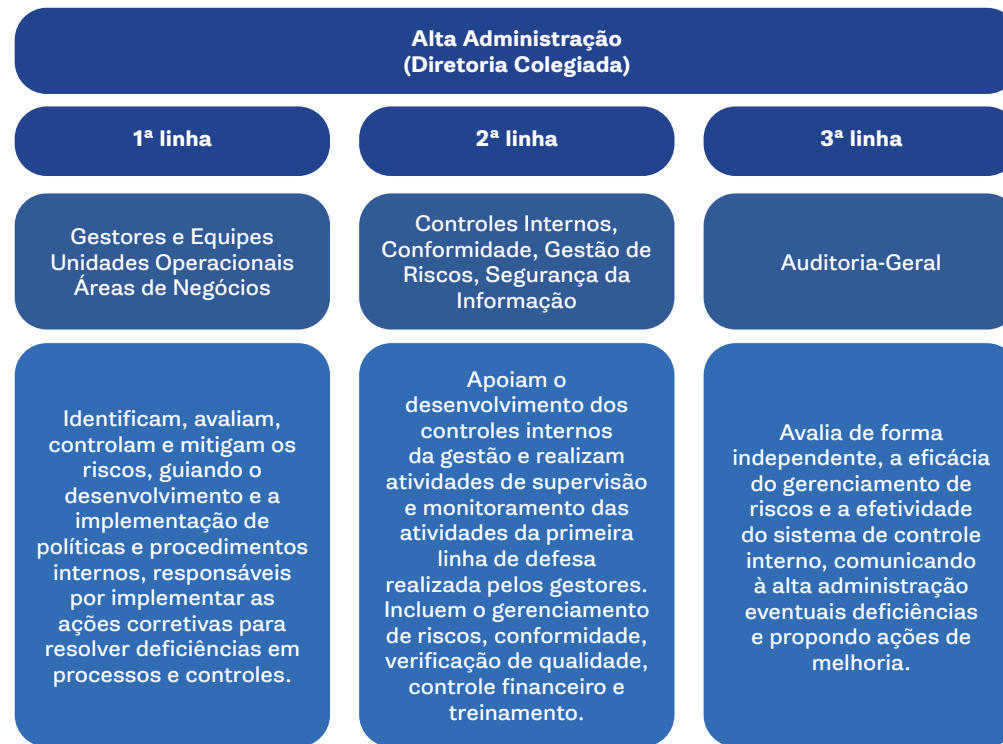 Alta Administração
(Diretoria Colegiada)
1ª linha
2ª linha
3ª linha
Gestores e Equipes
Unidades Operacionais
Áreas de Negócios
Controles Internos,
Conformidade, Gestão de
Riscos, Segurança da
Informação
Auditoria-Geral
Identificam, avaliam,
controlam e mitigam os
riscos, guiando o
desenvolvimento e a
implementação de
políticas e procedimentos
internos, responsáveis
por implementar as
ações corretivas para
resolver deficiências em
processos e controles.
Apoiam o
desenvolvimento dos
controles internos
da gestão e realizam
atividades de supervisão
e monitoramento das
atividades da primeira
linha de defesa
realizada pelos gestores.
Incluem o gerenciamento
de riscos, conformidade,
verificação de qualidade,
controle financeiro e
treinamento.
Avalia de forma
independente, a eficácia
do gerenciamento de
riscos e a efetividade
do sistema de controle
interno, comunicando
à alta administração
eventuais deficiências
e propondo ações de
melhoria.